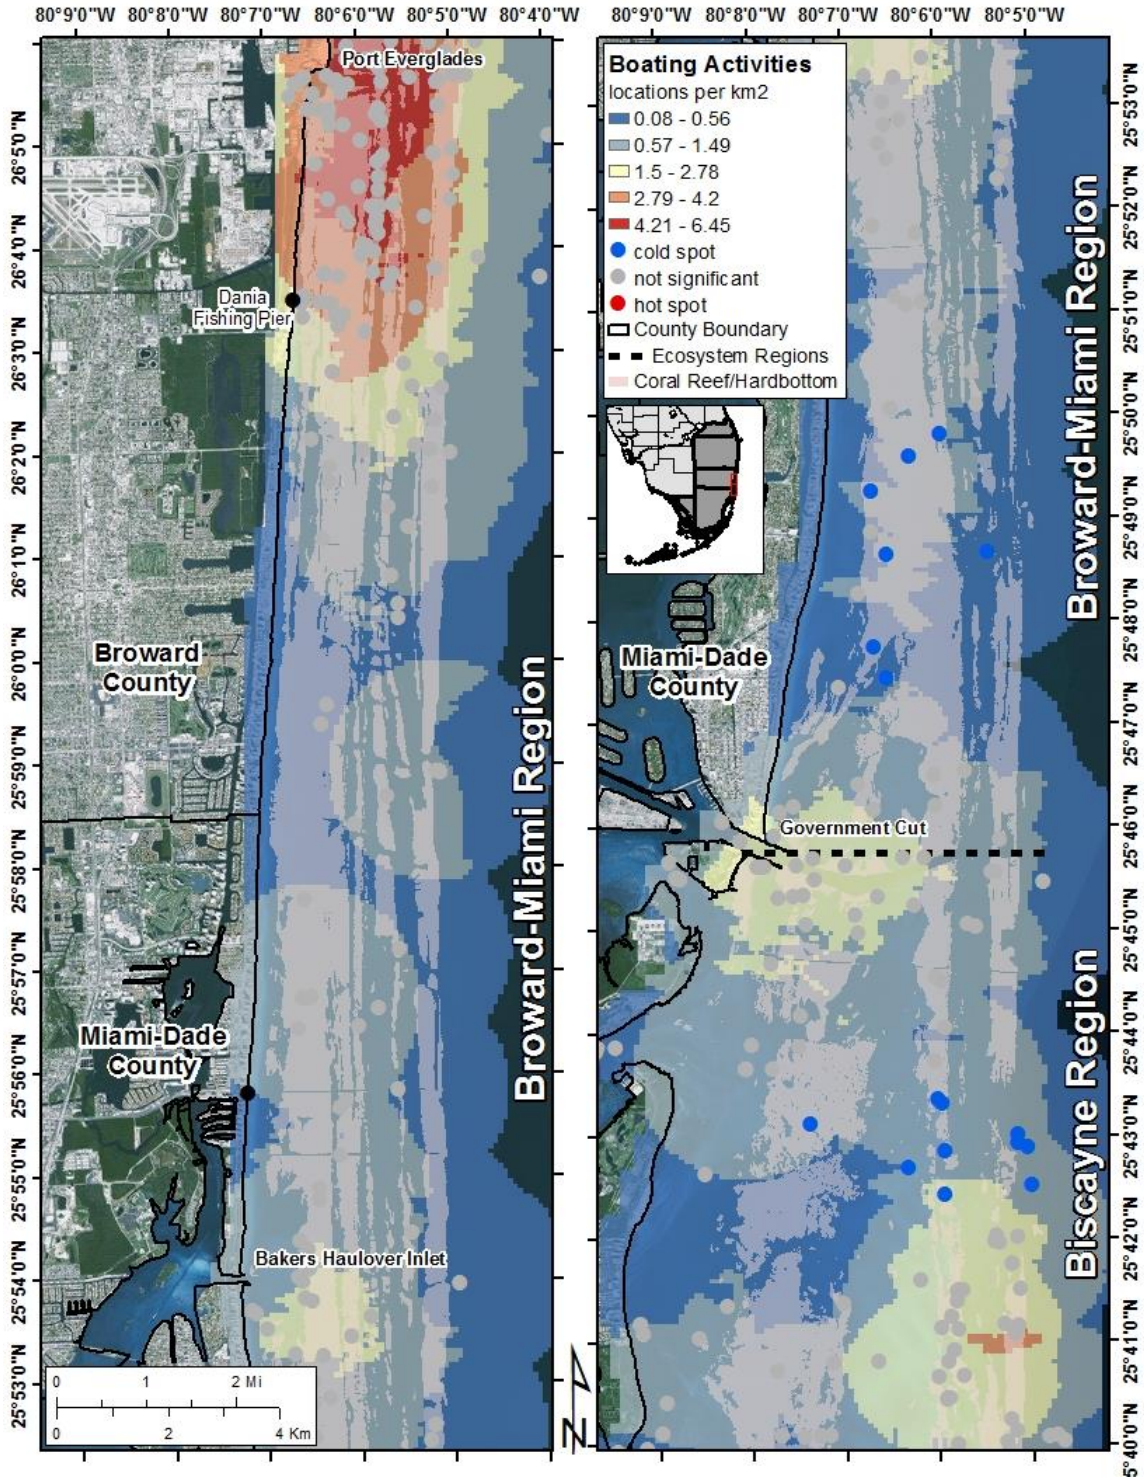 80°9'0"W 80°8'0"W 80°7'0"W 80°6'0"W 80°5'0"W 80°4'0"W
80°9'0"W 80°8'0"W 80°7'0"W 80°6'0"W 80°5'0"W
Port Everglades
26°5'0"N
26°4'0"N
Dania
Fishing Pier
26°3'0"N
26°2'0"N
26°1'0"N
Broward
County
26°0'0"N
25°59'0"N
25°58'0"N
25°57'0"N
Miami-Dade
County
25°56'0"N
25°55'0"N
Bakers Haulover Inlet
25°54'0"N
25°53'0"N
Broward-Miami Region
0 1 2 Mi
0 2 4 Km
N
Boating Activities
locations per km2
0.08 - 0.56
0.57 - 1.49
1.5 - 2.78
2.79 - 4.2
4.21 - 6.45
cold spot
not significant
hot spot
County Boundary
Ecosystem Regions
Coral Reef/Hardbottom
Miami-Dade
County
Government Cut
Broward-Miami Region
Biscayne Region
25°53'0"N
25°52'0"N
25°51'0"N
25°50'0"N
25°49'0"N
25°48'0"N
25°47'0"N
25°46'0"N
25°45'0"N
25°44'0"N
25°43'0"N
25°42'0"N
25°41'0"N
5°40'0"N